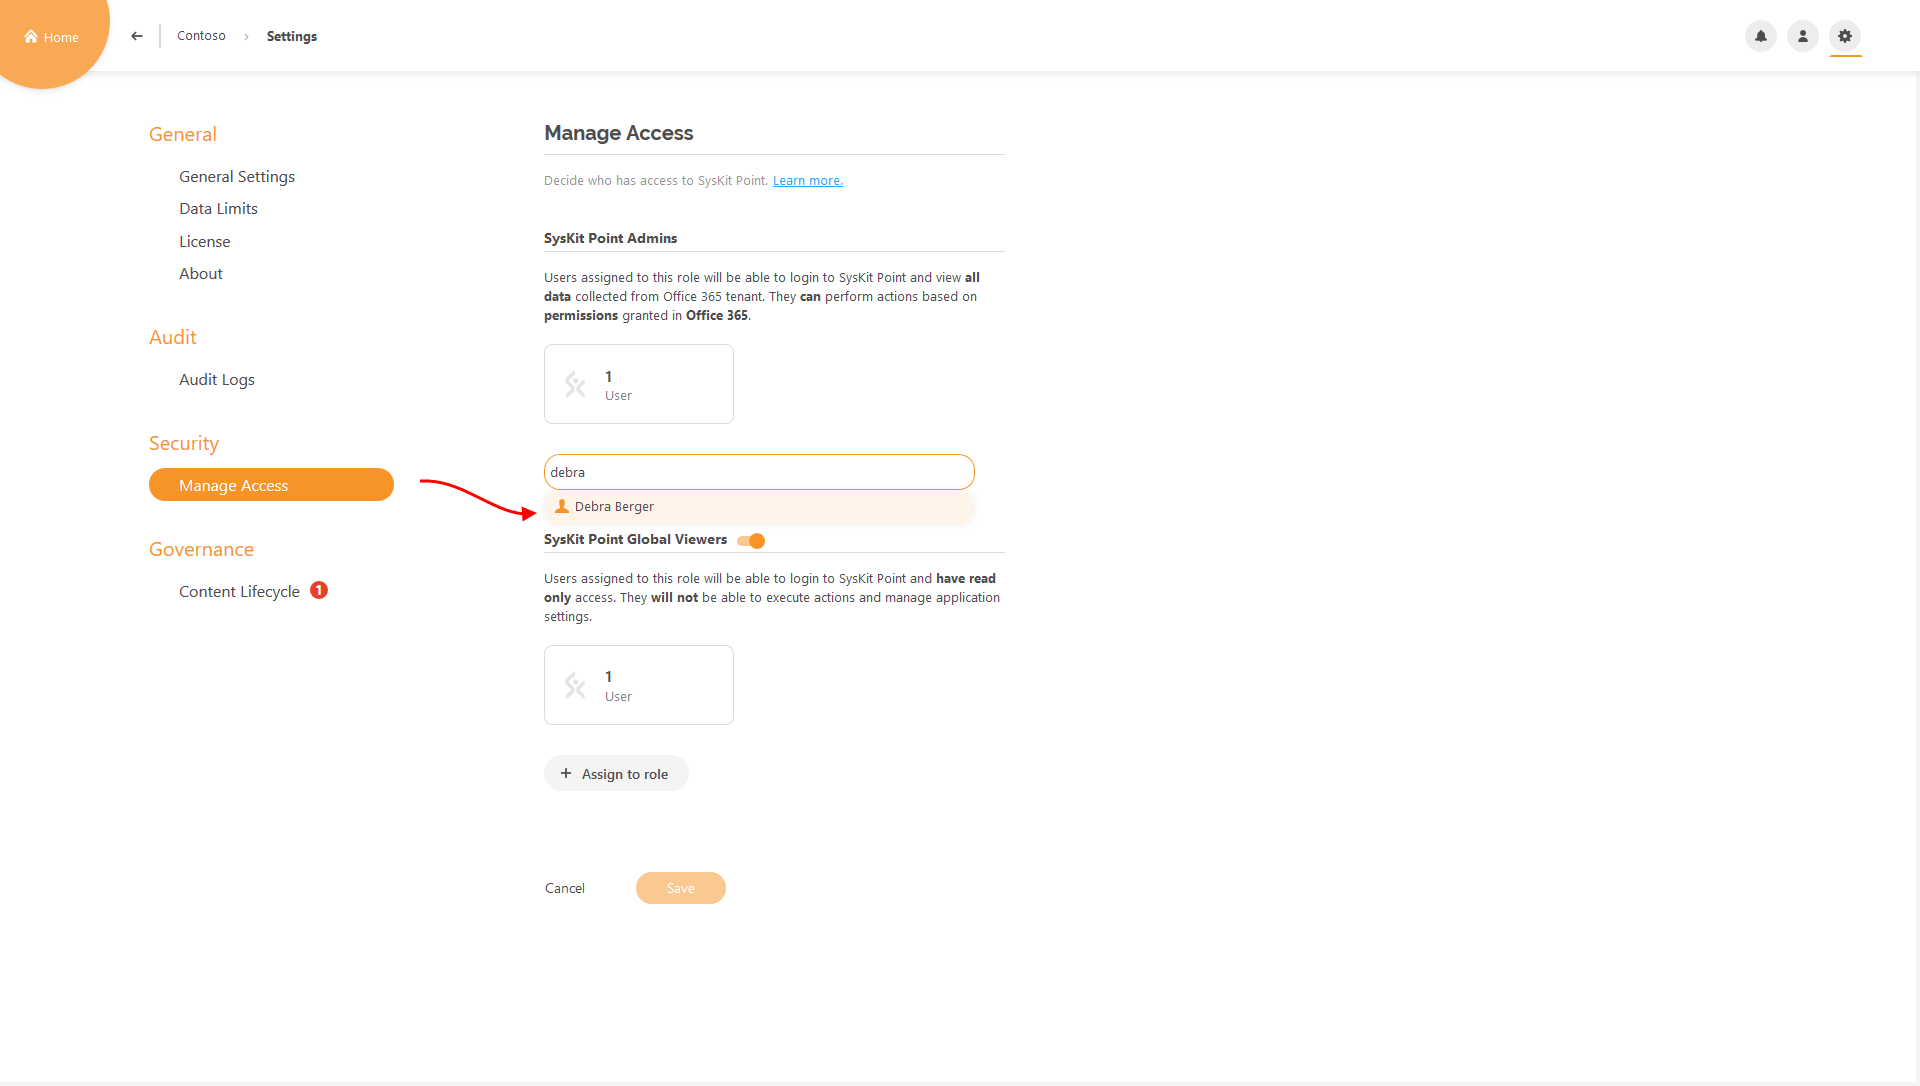 Home
Contoso
Settings
General
General Settings
Data Limits
License
About
Audit
Audit Logs
Security
Manage Access
Governance
Content Lifecycle 1
Manage Access
Decide who has access to SysKit Point. Learn more.
SysKit Point Admins
Users assigned to this role will be able to login to SysKit Point and view all
data collected from Office 365 tenant. They can perform actions based on
permissions granted in Office 365.
1
User
debra
Debra Berger
SysKit Point Global Viewers
Users assigned to this role will be able to login to SysKit Point and have read
only access. They will not be able to execute actions and manage application
settings.
1
User
+ Assign to role
Cancel
Save